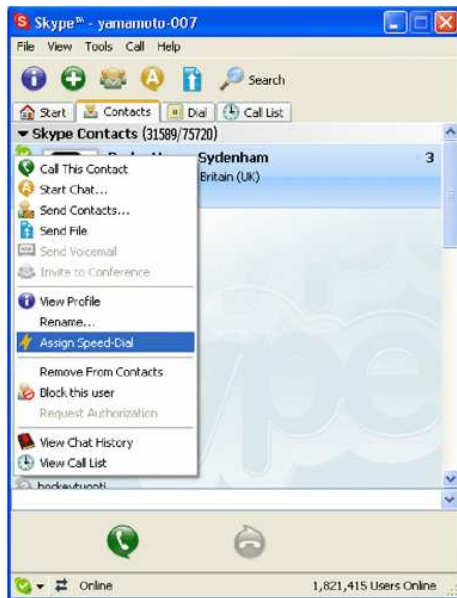 Skype™ - yamamoto-007
File View Tools Call Help
Search
Start Contacts Dial Call List
Skype Contacts (31589/75720)
Sydenham 3
Britain (UK)
Call This Contact
Start Chat...
Send Contacts...
Send File
Send Voicemail
Invite to Conference
View Profile
Rename...
Assign Speed-Dial
Remove From Contacts
Block this user
Request Authorization
View Chat History
View Call List
Online 1,821,415 Users Online